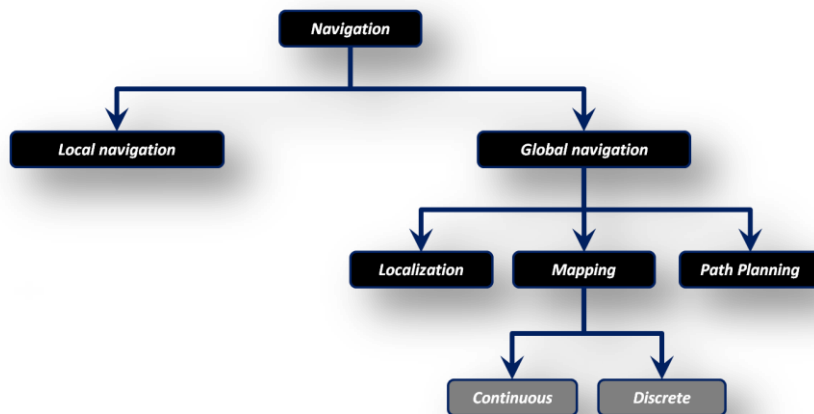 Navigation
Local navigation
Global navigation
Localization
Mapping
Path Planning
Continuous
Discrete